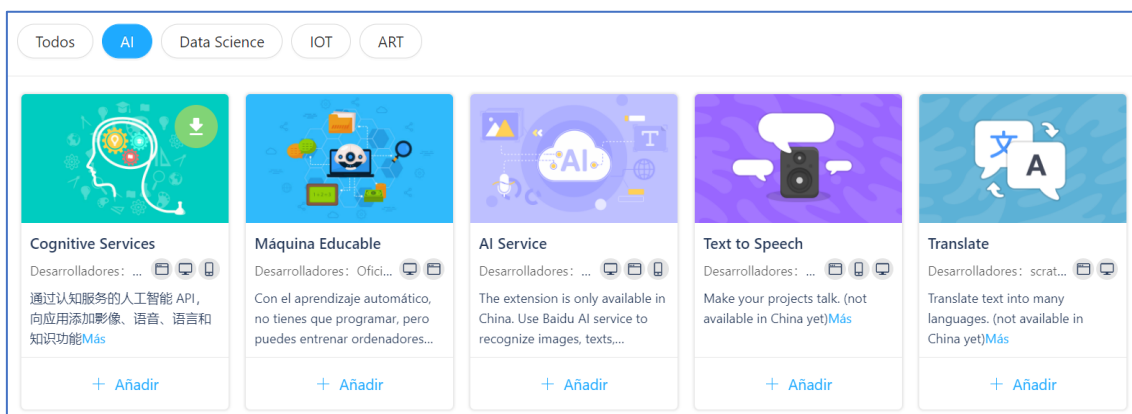 Todos
AI
Data Science
IOT
ART
文
A
AI
T
Cognitive Services
Desarrolladores: ...
通过认知服务的人工智能 API,
向应用添加影像、语音、语言和
知识功能Más
+ Añadir
Máquina Educable
Desarrolladores: Ofici...
Con el aprendizaje automático,
no tienes que programar, pero
puedes entrenar ordenadores...
+ Añadir
AI Service
Desarrolladores: ...
The extension is only available in
China. Use Baidu AI service to
recognize images, texts,...
+ Añadir
Text to Speech
Desarrolladores: ...
Make your projects talk. (not
available in China yet)Más
+ Añadir
Translate
Desarrolladores: scrat...
Translate text into many
languages. (not available in
China yet)Más
+ Añadir